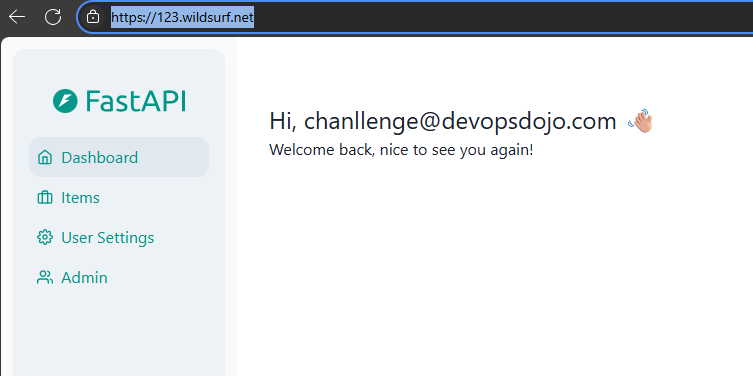 https://123.wildsurf.net
FastAPI
Dashboard
Items
User Settings
Admin
Hi, chanllenge@devopsdojo.com 👋🏼
Welcome back, nice to see you again!